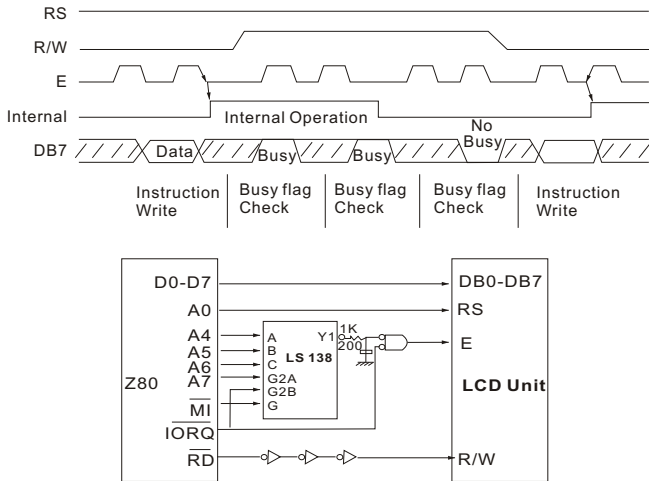 RS
R/W
E
Internal Internal Operation
No
DB7 Data Busy Busy Busy
Instruction Busy flag Busy flag Busy flag Instruction
Write Check Check Check Write
D0-D7 DB0-DB7
A0 RS
A4 A Y1 1K
A5 B LS 138 200 E
A6 C
A7 G2A
Z80 G2B LCD Unit
MI G
IORQ
RD R/W